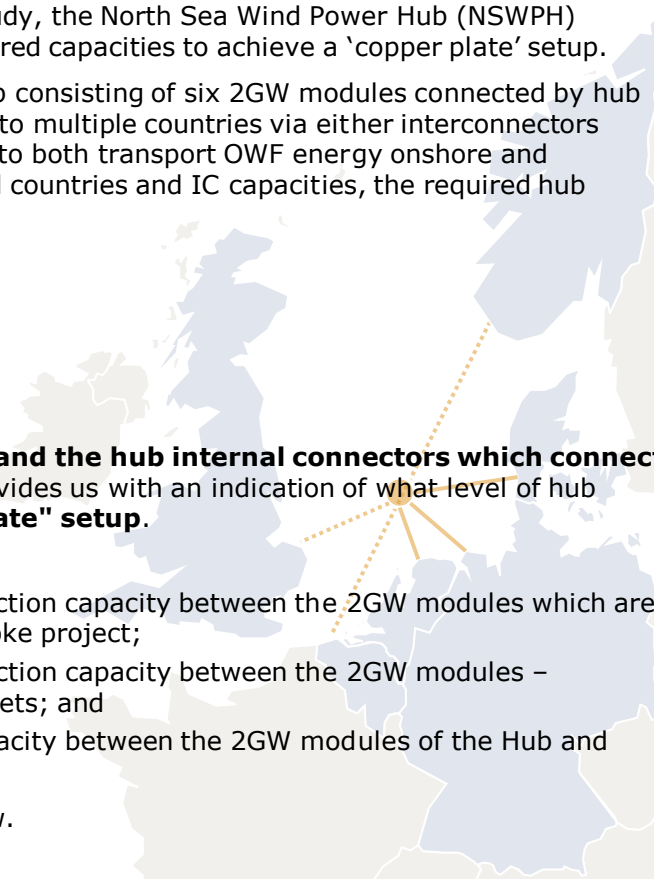 udy, the North Sea Wind Power Hub (NSWPH)
red capacities to achieve a ‘copper plate’ setup.
consisting of six 2GW modules connected by hub
to multiple countries via either interconnectors
to both transport OWF energy onshore and
countries and IC capacities, the required hub
and the hub internal connectors which connect
vides us with an indication of what level of hub
ate" setup.
ction capacity between the 2GW modules which are
oke project;
ction capacity between the 2GW modules –
ets; and
acity between the 2GW modules of the Hub and